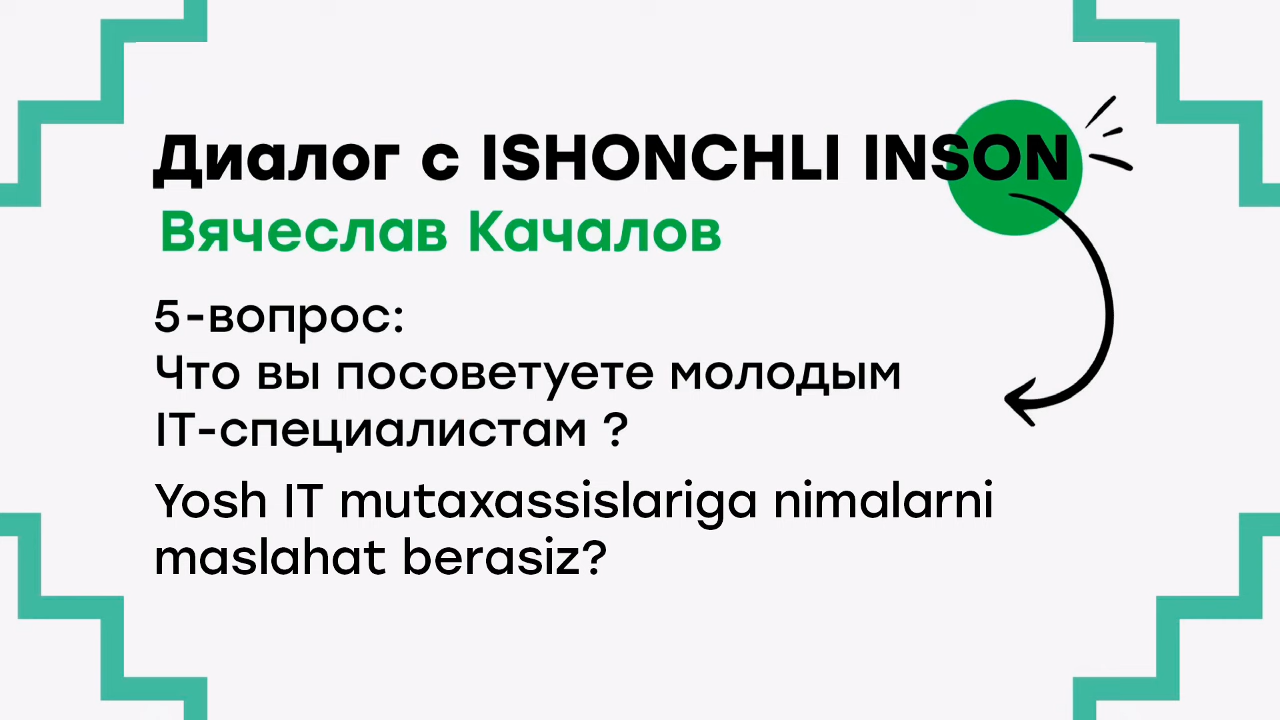 Диалог с ISHONCHLI INSON
Вячеслав Качалов
5-вопрос:
Что вы посоветуете молодым
IT-специалистам ?
Yosh IT mutaxassislariga nimalarni
maslahat berasiz?